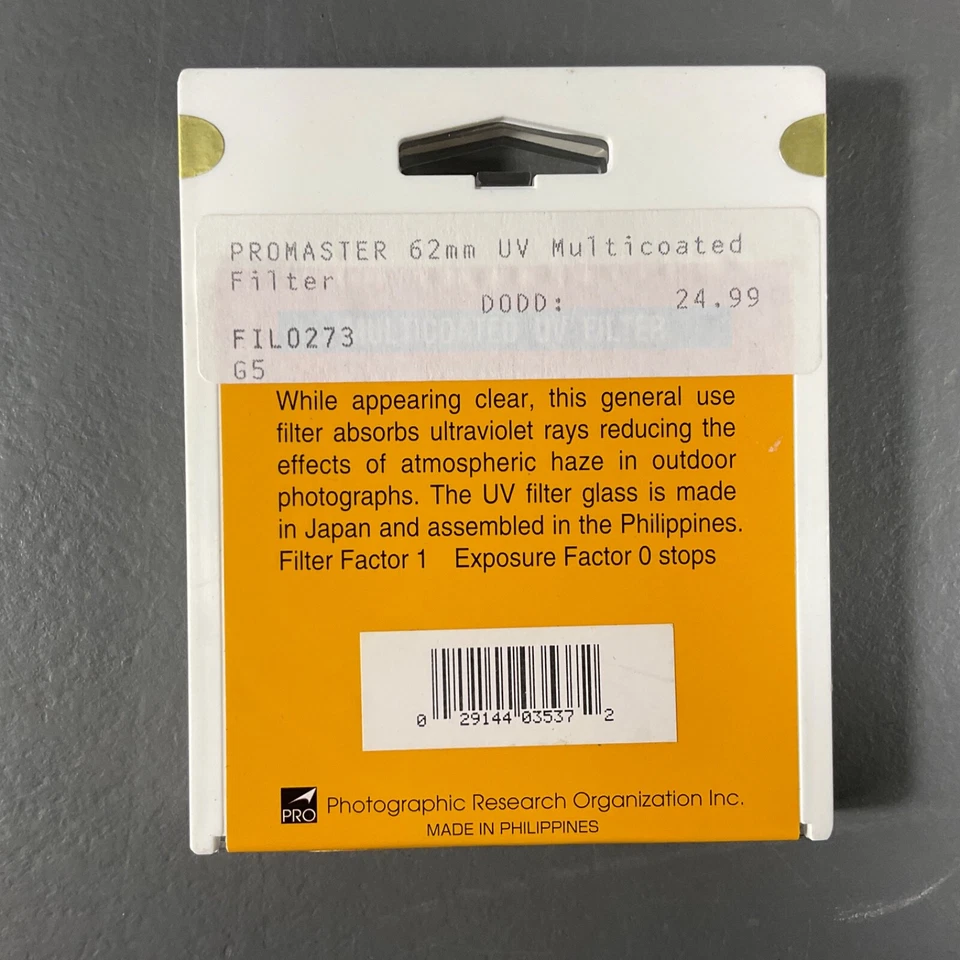 PROMASTER 62mm UV Multicoated
Filter
DODD: 24.99
MULTICOATED UV FILTER
FIL0273
G5
While appearing clear, this general use
filter absorbs ultraviolet rays reducing the
effects of atmospheric haze in outdoor
photographs. The UV filter glass is made
in Japan and assembled in the Philippines.
Filter Factor 1 Exposure Factor 0 stops
0 29144 03537 2
PRO Photographic Research Organization Inc.
MADE IN PHILIPPINES